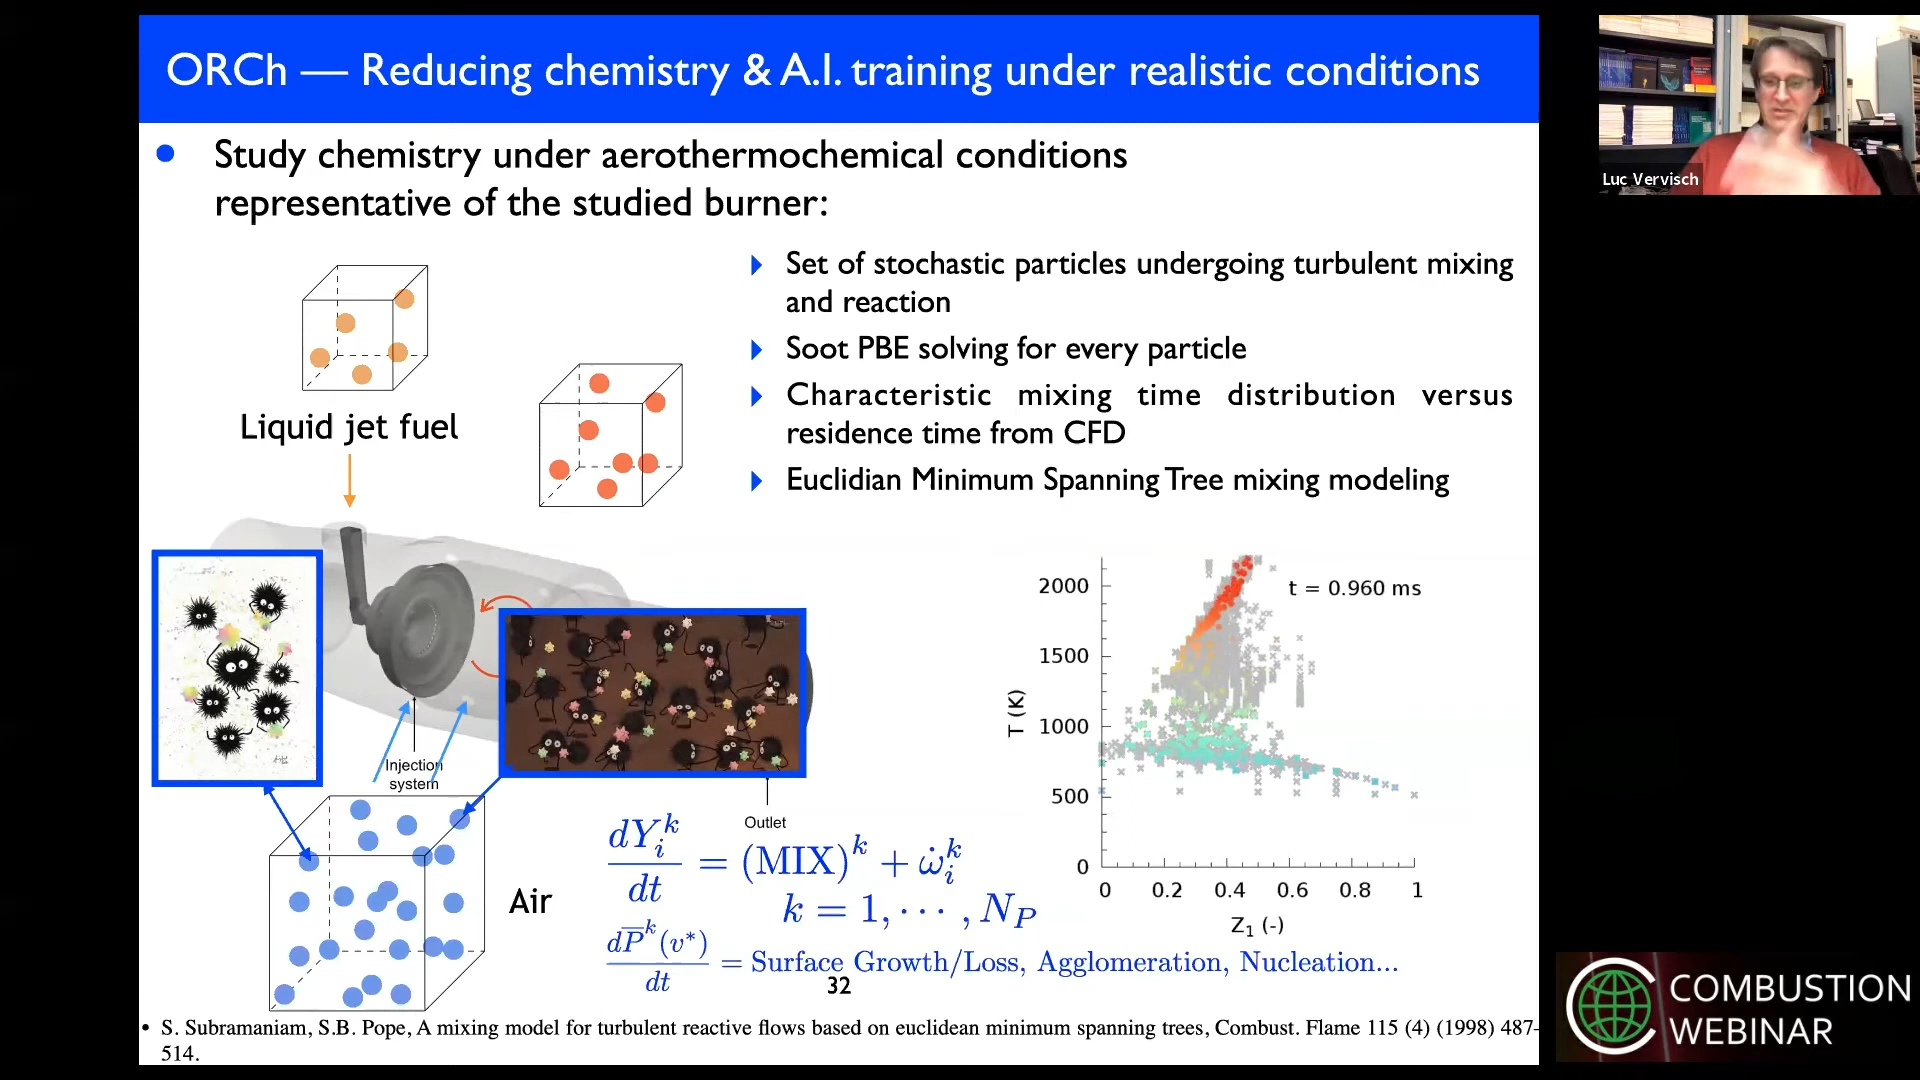 ORCh — Reducing chemistry & A.I. training under realistic conditions
Luc Vervisch
• Study chemistry under aerothermochemical conditions
representative of the studied burner:
Set of stochastic particles undergoing turbulent mixing
and reaction
Soot PBE solving for every particle
Characteristic mixing time distribution versus
residence time from CFD
Euclidian Minimum Spanning Tree mixing modeling
Liquid jet fuel
Injection
system
Outlet
Air
dY_i^k/dt = (MIX)^k + ω̇_i^k
k = 1, ··· , N_P
dP̅^k(v*)/dt = Surface Growth/Loss, Agglomeration, Nucleation...
t = 0.960 ms
T (K)
2000
1500
1000
500
0
0 0.2 0.4 0.6 0.8 1
Z₁ (-)
32
• S. Subramaniam, S.B. Pope, A mixing model for turbulent reactive flows based on euclidean minimum spanning trees, Combust. Flame 115 (4) (1998) 487-
514.
COMBUSTION
WEBINAR